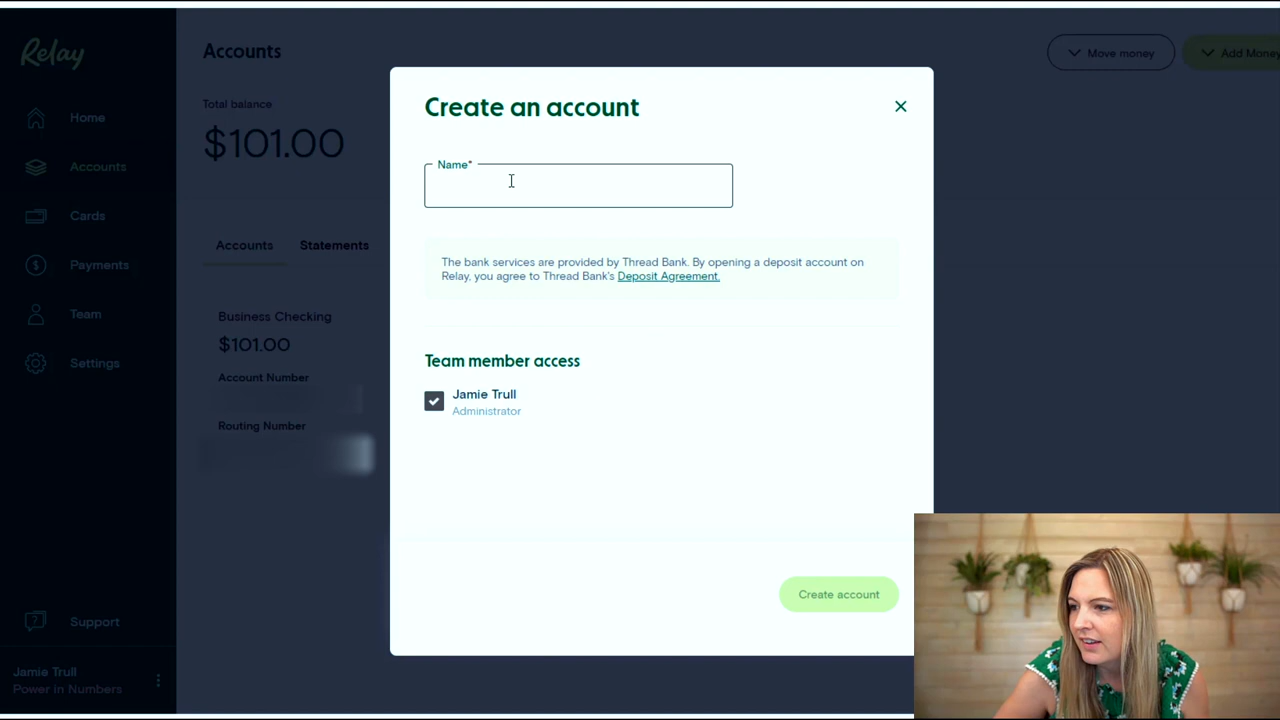 Relay
Home
Accounts
Cards
Payments
Team
Settings
Support
Jamie Trull
Power in Numbers
Accounts
Total balance
$101.00
Move money
Add Money
Accounts
Statements
Business Checking
$101.00
Account Number
Routing Number
Create an account
Name*
The bank services are provided by Thread Bank. By opening a deposit account on
Relay, you agree to Thread Bank's Deposit Agreement.
Team member access
Jamie Trull
Administrator
Create account